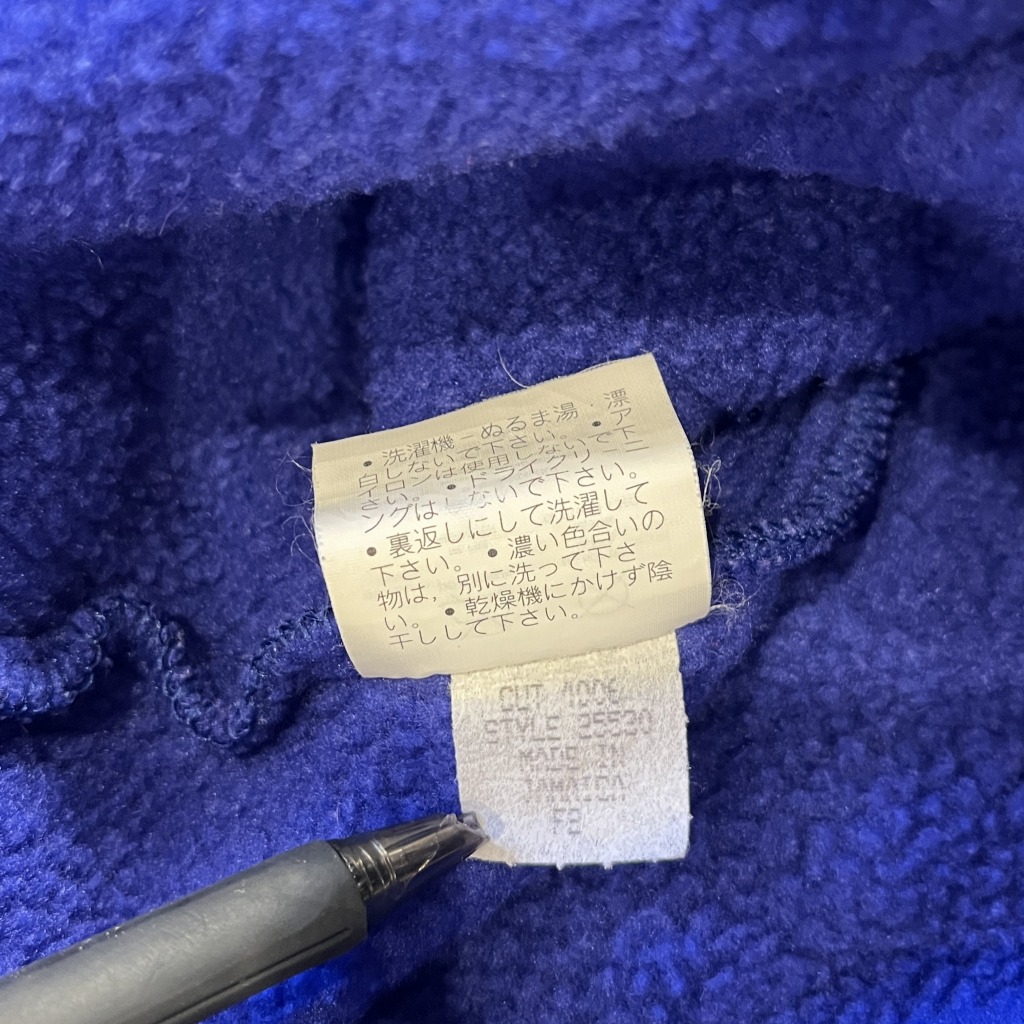 • 洗濯機－ぬるま湯・漂
白しないで下さい。 • ア
イロンは使用しないで下
さい。 • ドライクリーニ
ングはしないで下さい。
• 裏返しにして洗濯して
下さい。 • 濃い色合いの
物は, 別に洗って下さ
い。 • 乾燥機にかけず陰
干しして下さい。
CUT 4006
STYLE 25530
MADE IN
JAMAICA